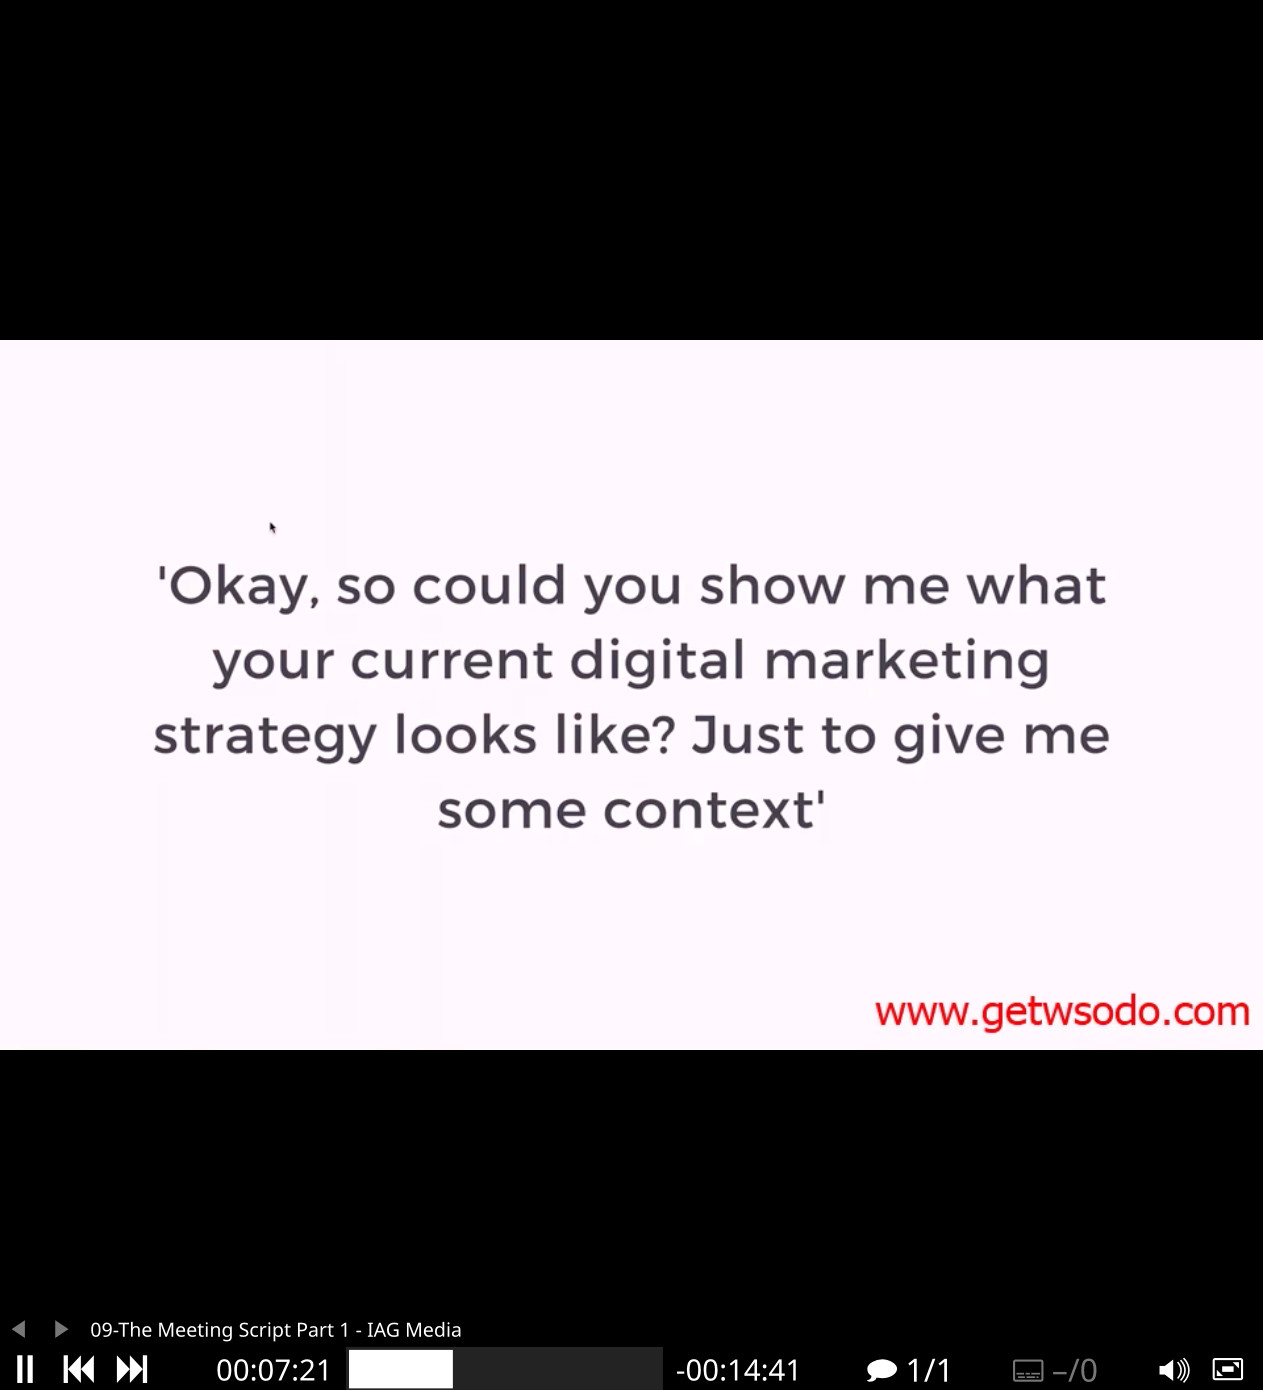 'Okay, so could you show me what
your current digital marketing
strategy looks like? Just to give me
some context'
www.getwsodo.com
09-The Meeting Script Part 1 - IAG Media
00:07:21 -00:14:41 1/1 –/0